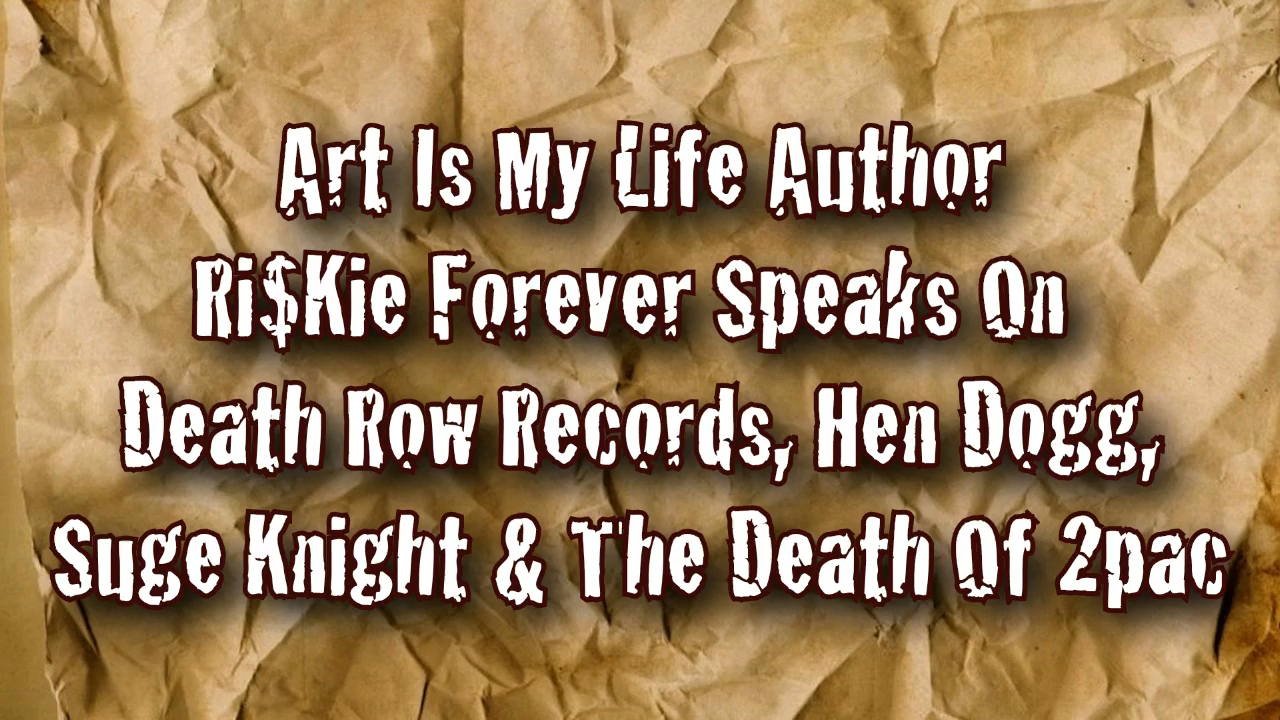 Art Is My Life Author
Ri$Kie Forever Speaks On
Death Row Records, Hen Dogg,
Suge Knight & The Death Of 2pac